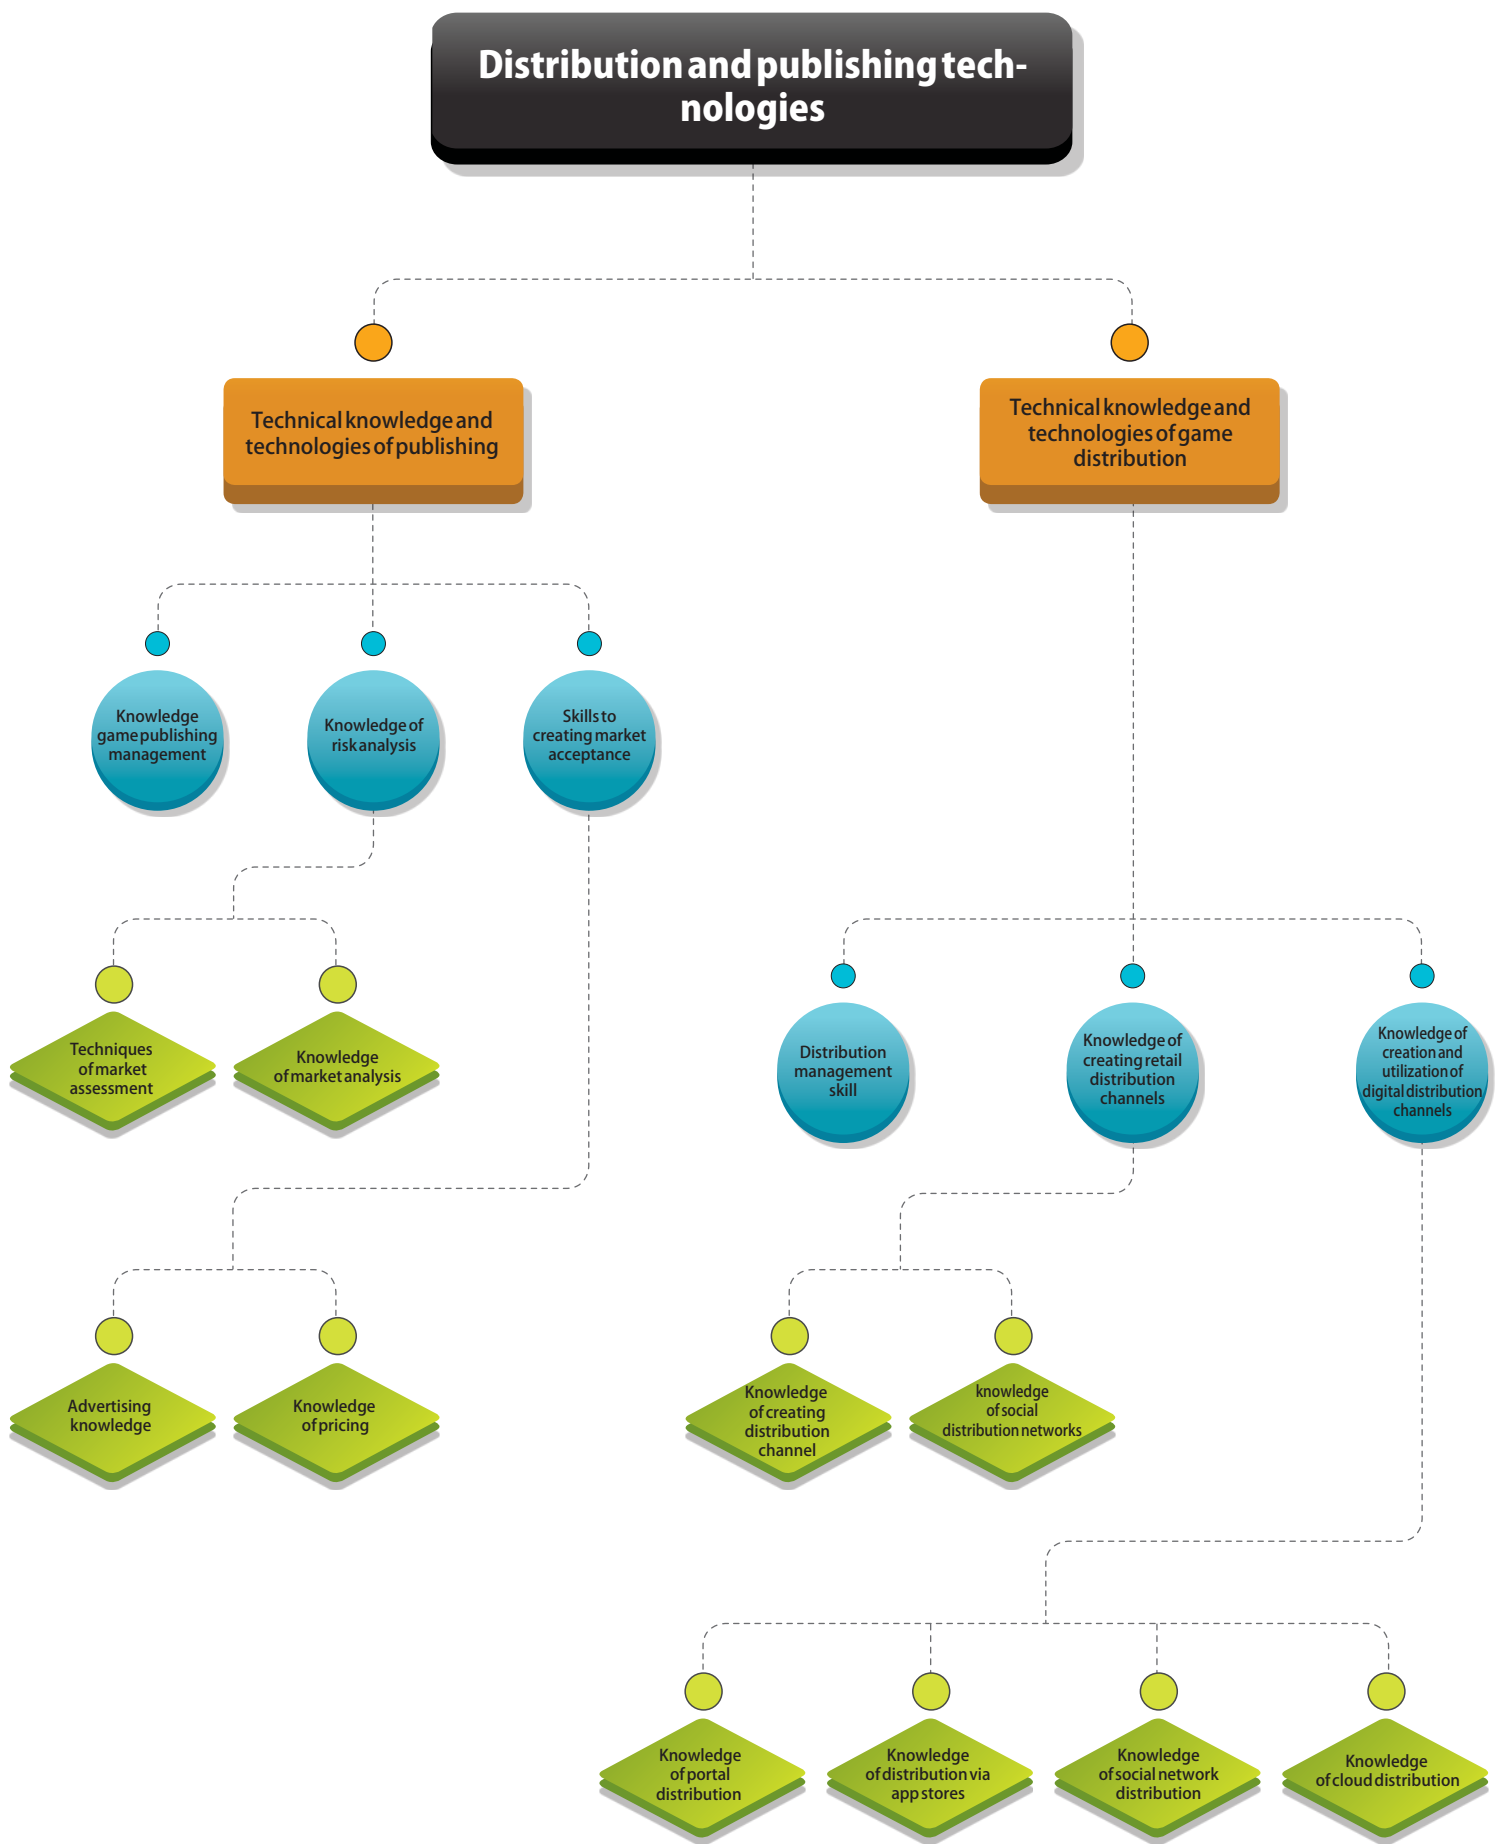 Distribution and publishing tech-
nologies
Technical knowledge and
technologies of publishing
Technical knowledge and
technologies of game
distribution
Knowledge
game publishing
management
Knowledge of
risk analysis
Skills to
creating market
acceptance
Techniques
of market
assessment
Knowledge
of market analysis
Distribution
management
skill
Knowledge of
creating retail
distribution
channels
Knowledge of
creation and
utilization of
digital distribution
channels
Advertising
knowledge
Knowledge
of pricing
Knowledge
of creating
distribution
channel
knowledge
of social
distribution networks
Knowledge
of portal
distribution
Knowledge
of distribution via
app stores
Knowledge
of social network
distribution
Knowledge
of cloud distribution